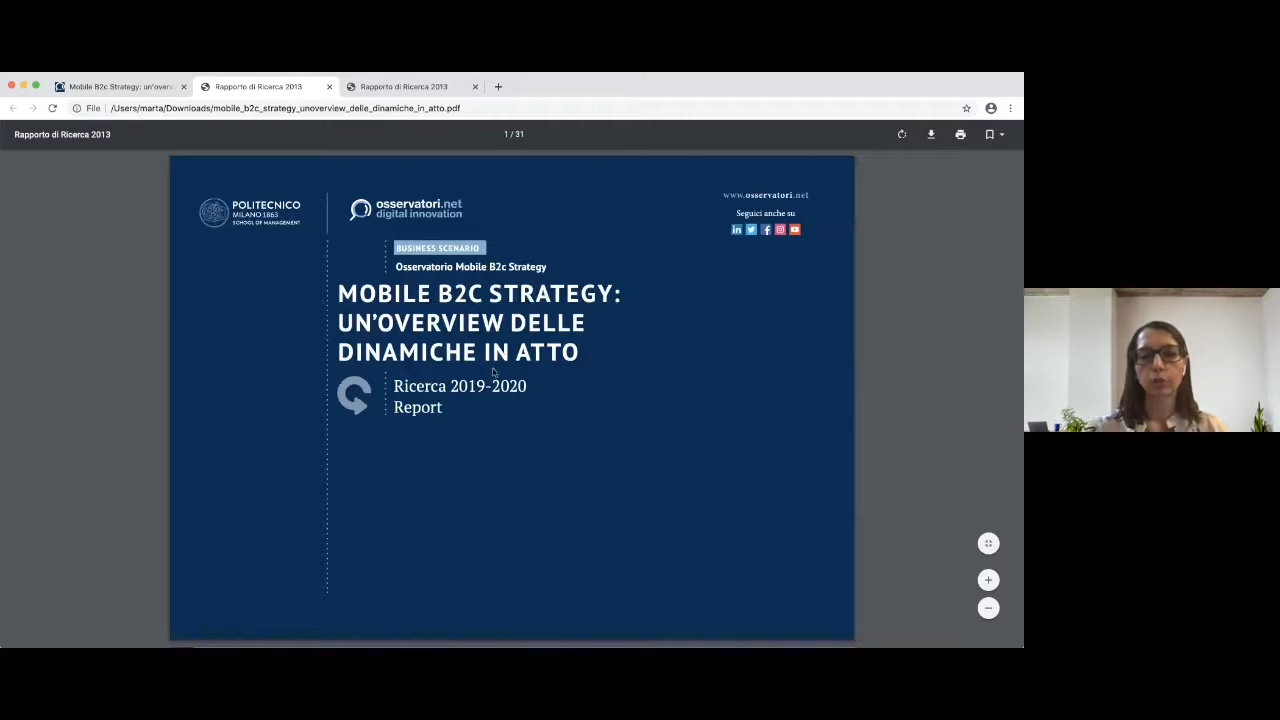 Mobile B2c Strategy: un'overv
Rapporto di Ricerca 2013
Rapporto di Ricerca 2013
File
/Users/marta/Downloads/mobile_b2c_strategy_unoverview_delle_dinamiche_in_atto.pdf
Rapporto di Ricerca 2013
1 / 31
POLITECNICO
MILANO 1863
SCHOOL OF MANAGEMENT
osservatori.net
digital innovation
www.osservatori.net
Seguici anche su
BUSINESS SCENARIO
Osservatorio Mobile B2c Strategy
MOBILE B2C STRATEGY:
UN'OVERVIEW DELLE
DINAMICHE IN ATTO
Ricerca 2019-2020
Report